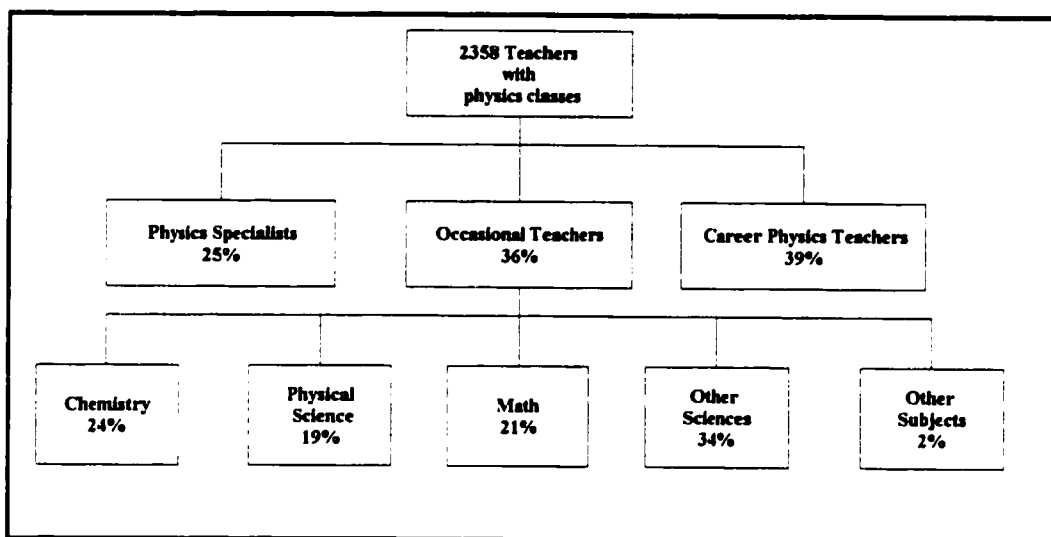 2358 Teachers
with
physics classes
Physics Specialists
25%
Occasional Teachers
36%
Career Physics Teachers
39%
Chemistry
24%
Physical
Science
19%
Math
21%
Other
Sciences
34%
Other
Subjects
2%